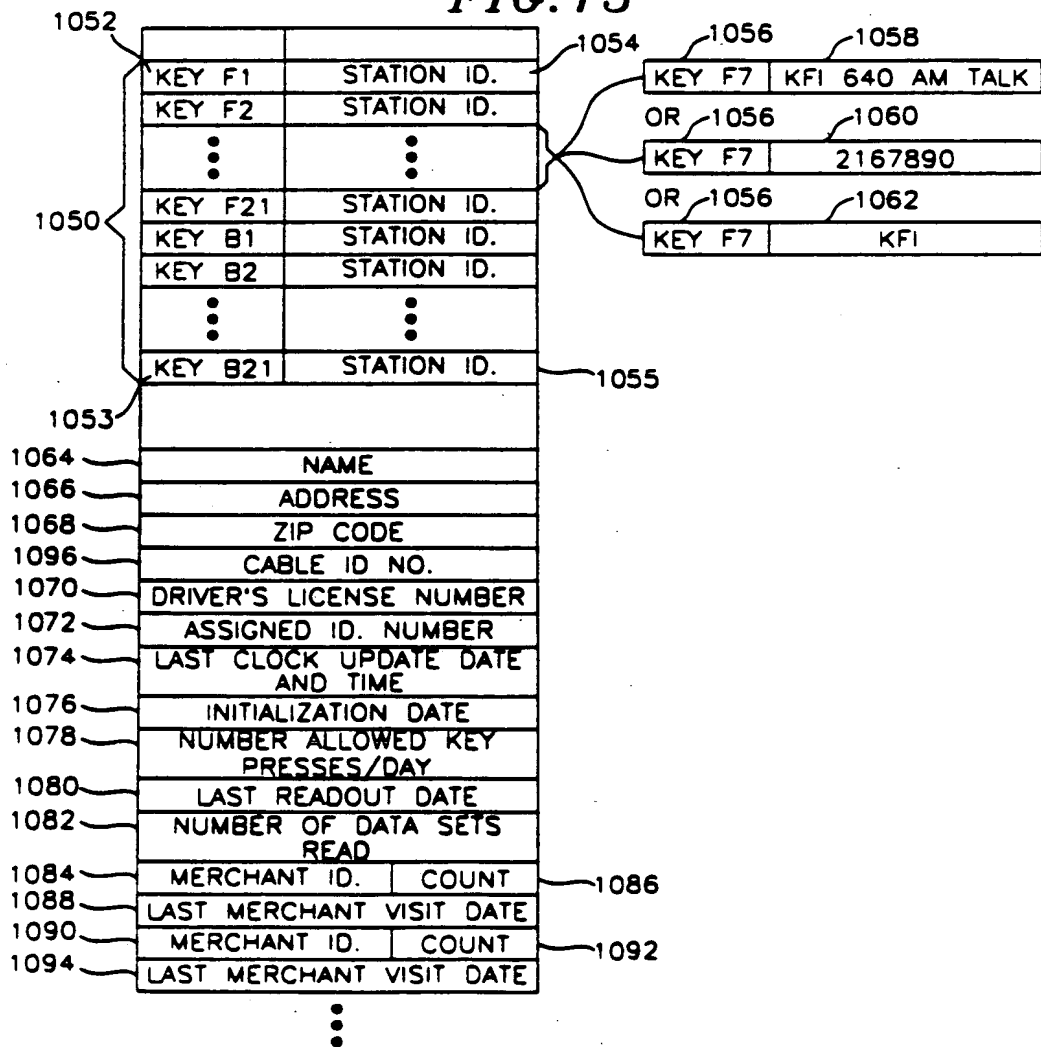 FIG. 73
1052
1054
1056
1058
KEY F1 STATION ID.
KEY F7 KFI 640 AM TALK
KEY F2 STATION ID.
OR 1056 1060
KEY F7 2167890
1050
KEY F21 STATION ID.
OR 1056 1062
KEY B1 STATION ID.
KEY F7 KFI
KEY B2 STATION ID.
KEY B21 STATION ID.
1055
1053
1064 NAME
1066 ADDRESS
1068 ZIP CODE
1096 CABLE ID NO.
1070 DRIVER'S LICENSE NUMBER
1072 ASSIGNED ID. NUMBER
1074 LAST CLOCK UPDATE DATE
AND TIME
1076 INITIALIZATION DATE
1078 NUMBER ALLOWED KEY
PRESSES/DAY
1080 LAST READOUT DATE
1082 NUMBER OF DATA SETS
READ
1084 MERCHANT ID. COUNT 1086
1088 LAST MERCHANT VISIT DATE
1090 MERCHANT ID. COUNT 1092
1094 LAST MERCHANT VISIT DATE